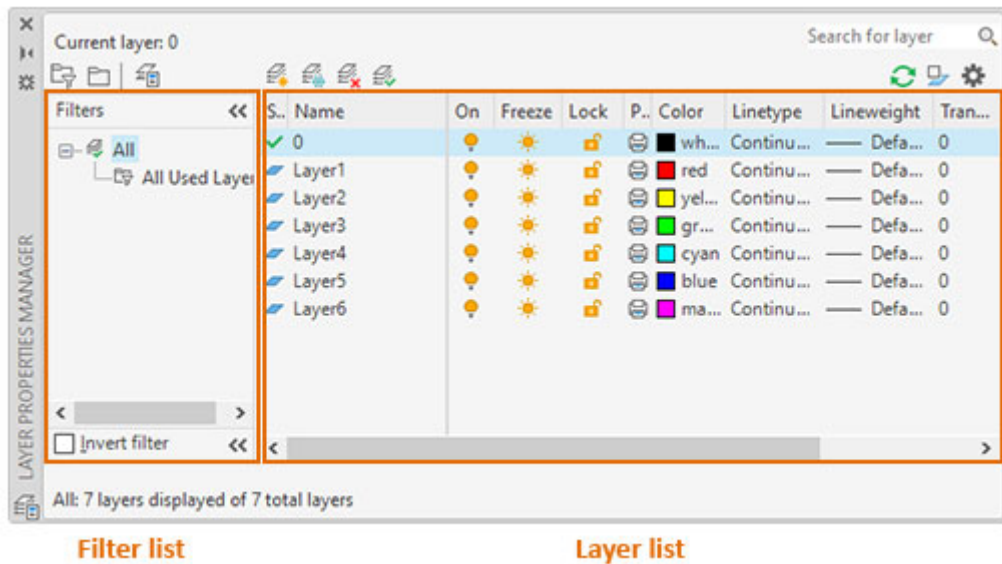 Current layer: 0
Search for layer
Filters
All
All Used Layer
Invert filter
S.. Name On Freeze Lock P.. Color Linetype Lineweight Tran...
0 wh... Continu... Defa... 0
Layer1 red Continu... Defa... 0
Layer2 yel... Continu... Defa... 0
Layer3 gr... Continu... Defa... 0
Layer4 cyan Continu... Defa... 0
Layer5 blue Continu... Defa... 0
Layer6 ma... Continu... Defa... 0
LAYER PROPERTIES MANAGER
All: 7 layers displayed of 7 total layers
Filter list
Layer list